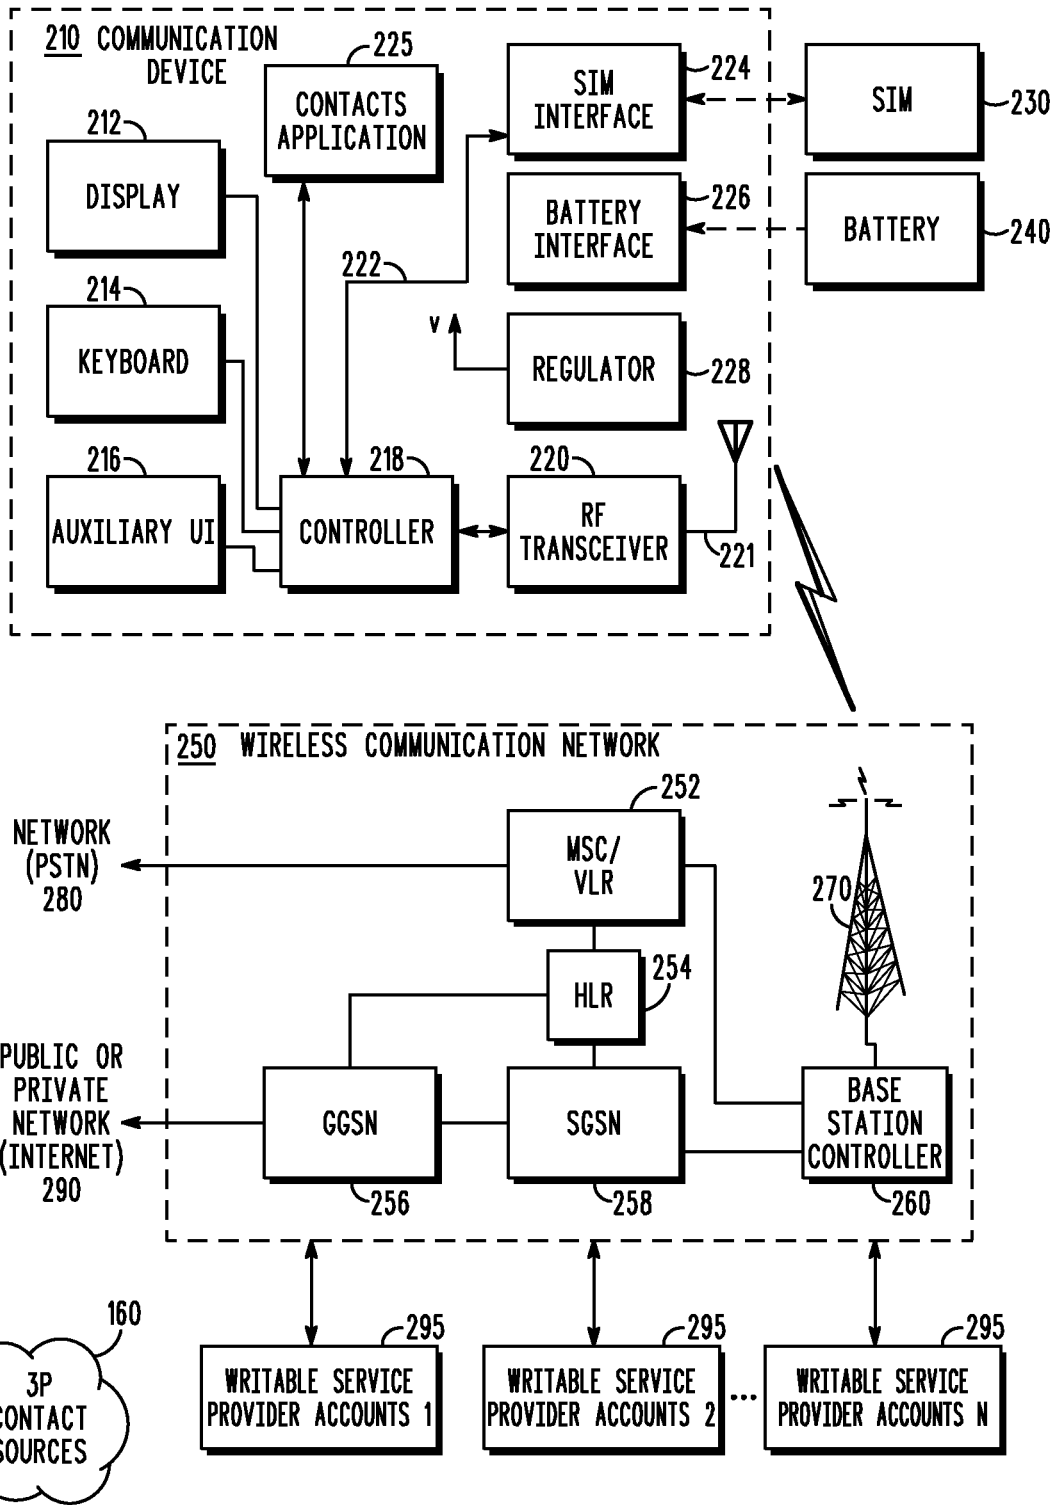 210 COMMUNICATION
DEVICE
225
CONTACTS
APPLICATION
224
SIM
INTERFACE
SIM
230
212
DISPLAY
226
BATTERY
INTERFACE
BATTERY
240
222
214
KEYBOARD
V
REGULATOR
228
216
AUXILIARY UI
218
CONTROLLER
220
RF
TRANSCEIVER
221
250 WIRELESS COMMUNICATION NETWORK
252
MSC/
VLR
NETWORK
(PSTN)
280
270
HLR
254
PUBLIC OR
PRIVATE
NETWORK
(INTERNET)
290
GGSN
256
SGSN
258
BASE
STATION
CONTROLLER
260
160
3P
CONTACT
SOURCES
295
WRITABLE SERVICE
PROVIDER ACCOUNTS 1
295
WRITABLE SERVICE
PROVIDER ACCOUNTS 2
...
295
WRITABLE SERVICE
PROVIDER ACCOUNTS N